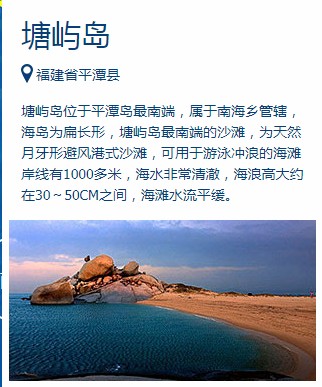 塘屿岛
福建省平潭县
塘屿岛位于平潭岛最南端，属于南海乡管辖，
海岛为扁长形，塘屿岛最南端的沙滩，为天然
月牙形避风港式沙滩，可用于游泳冲浪的海滩
岸线有1000多米，海水非常清澈，海浪高大约
在30～50CM之间，海滩水流平缓。